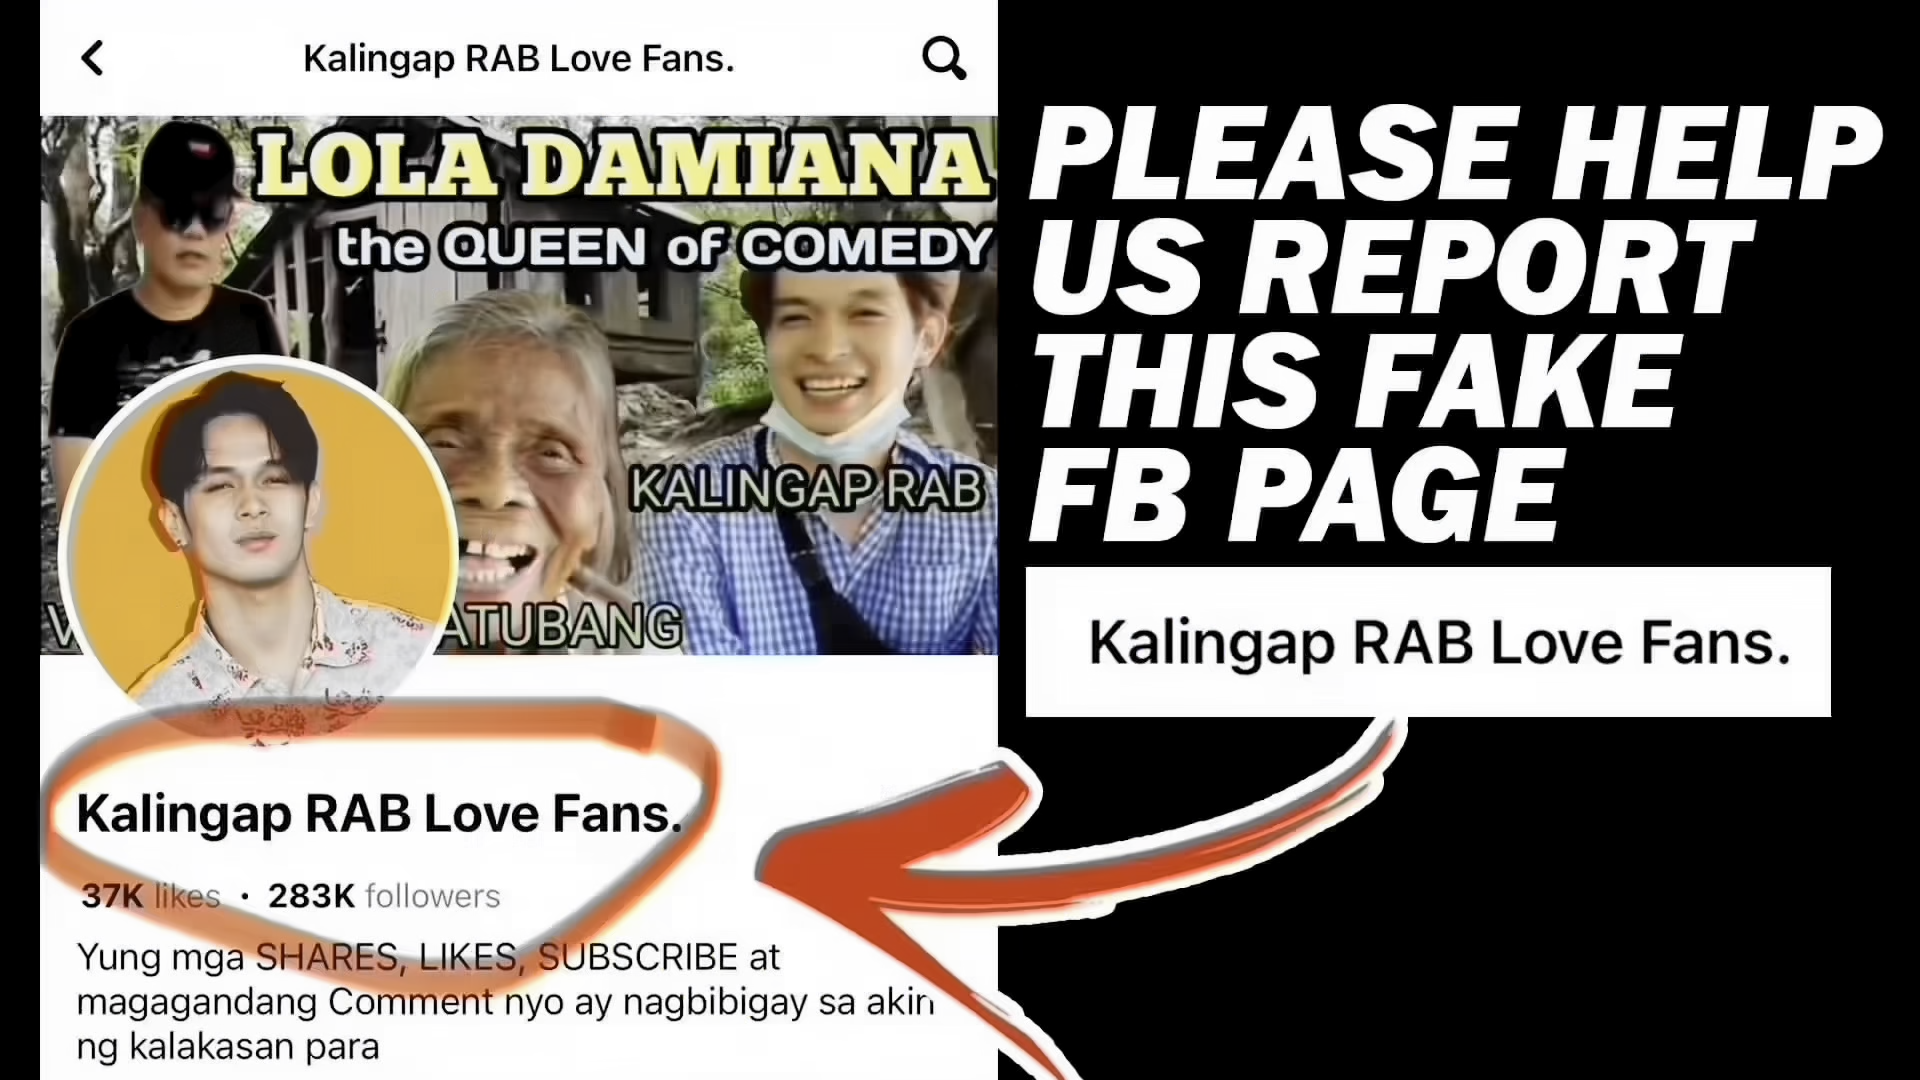 Kalingap RAB Love Fans.
LOLA DAMIANA
the QUEEN of COMEDY
KALINGAP RAB
ATUBANG
Kalingap RAB Love Fans.
37K likes · 283K followers
Yung mga SHARES, LIKES, SUBSCRIBE at
magagandang Comment nyo ay nagbibigay sa akin
ng kalakasan para
PLEASE HELP
US REPORT
THIS FAKE
FB PAGE
Kalingap RAB Love Fans.